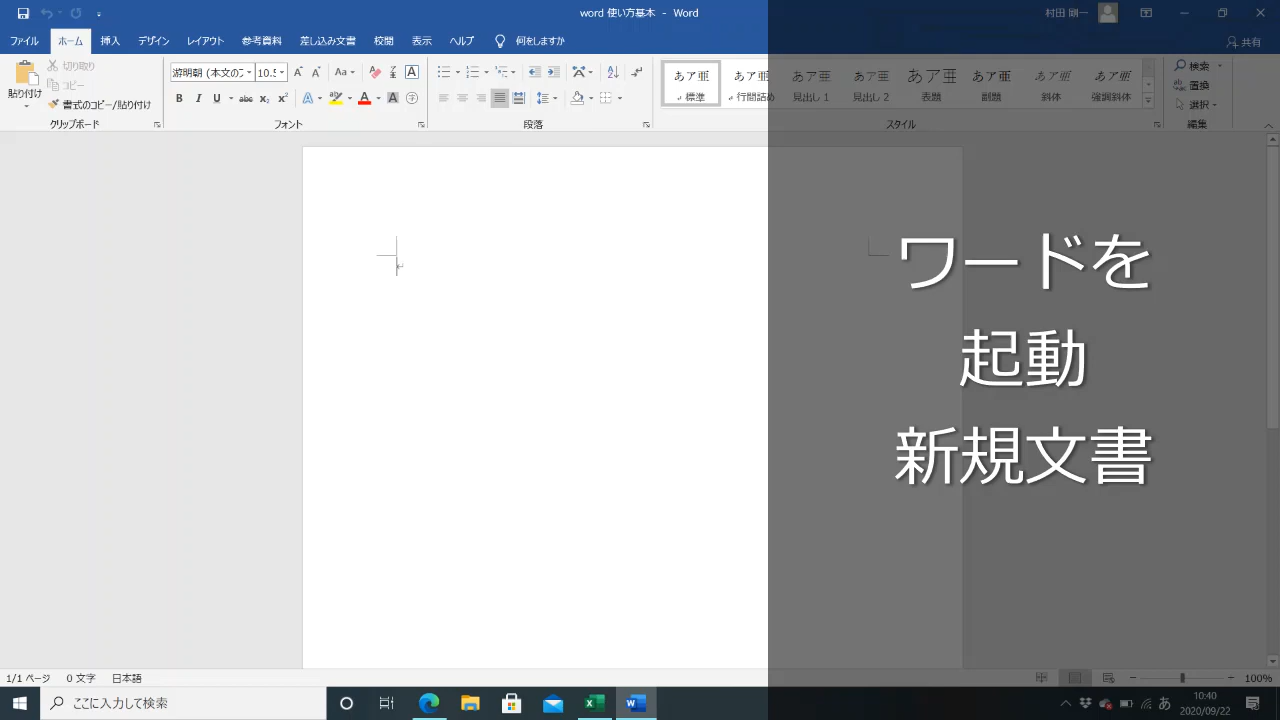 word 使い方基本 - Word
村田 剛一
ファイル ホーム 挿入 デザイン レイアウト 参考資料 差し込み文書 校閲 表示 ヘルプ 何をしますか 共有
貼り付け
切り取り
コピー
書式のコピー/貼り付け
クリップボード
游明朝 (本文のフ 10.5
Aa
B I U abc x₂ x² A A A 字
フォント
段落
あア亜 標準
あア亜 行間詰め
あア亜 見出し 1
あア亜 見出し 2
あア亜 表題
あア亜 副題
あア亜 斜体
あア亜 強調斜体
スタイル
検索
置換
選択
編集
ワードを
起動
新規文書
1/1 ページ 0 文字 日本語
100%
ここに入力して検索
あ
10:40
2020/09/22